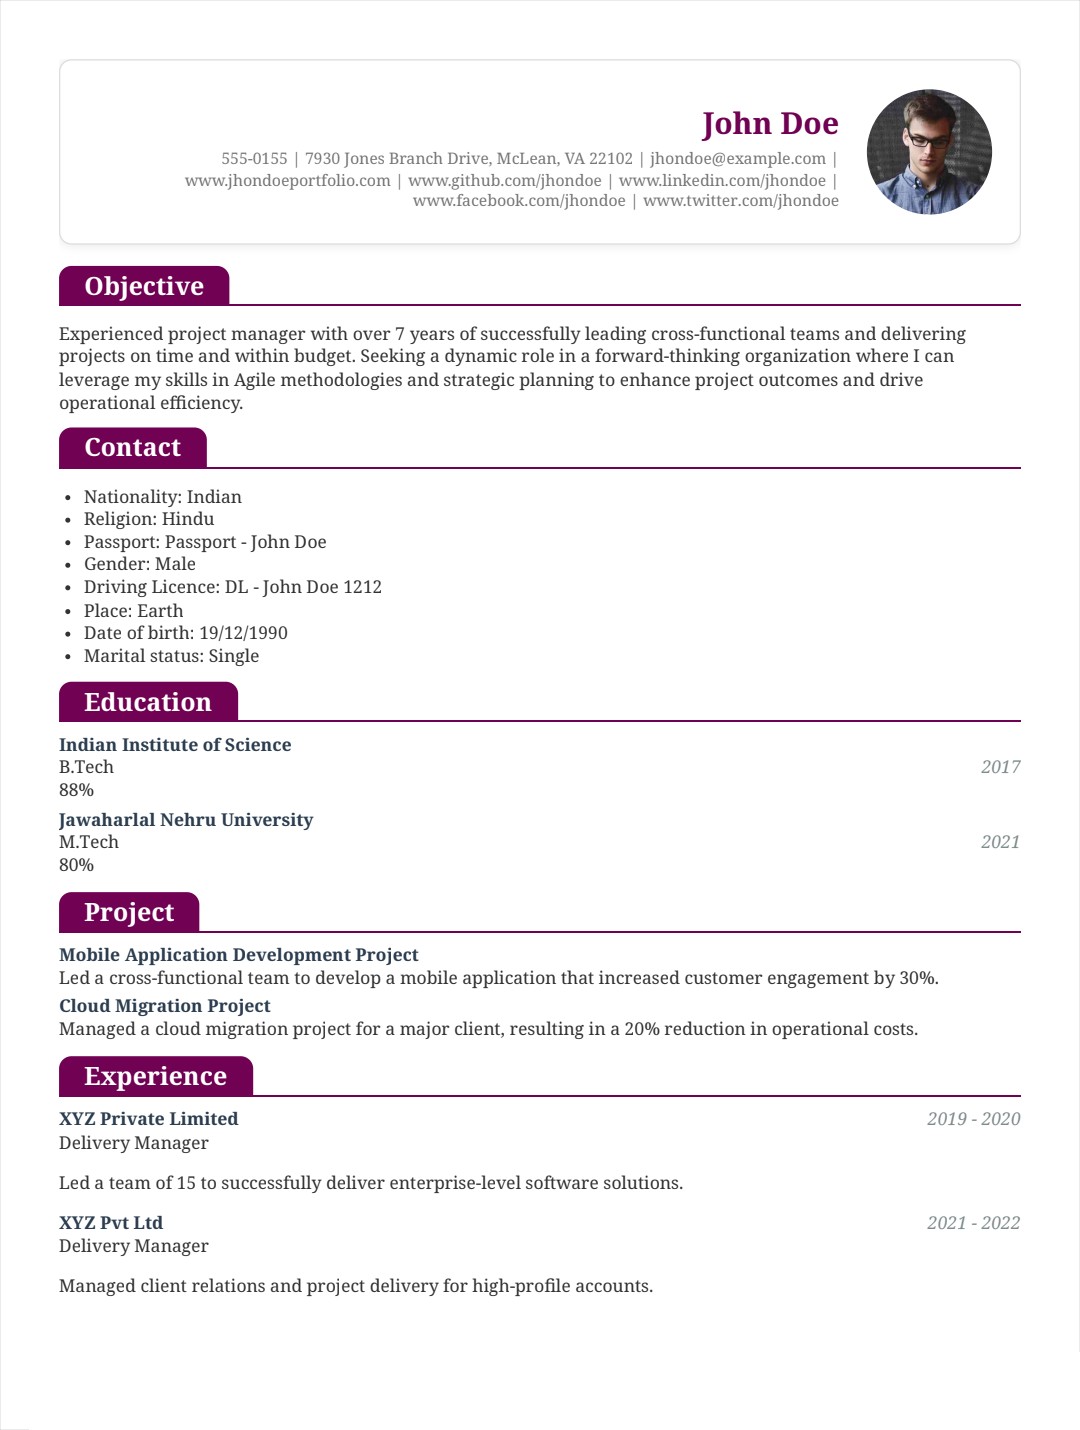 John Doe
555-0155 | 7930 Jones Branch Drive, McLean, VA 22102 | jhondoe@example.com |
www.jhondoeportfolio.com | www.github.com/jhondoe | www.linkedin.com/jhondoe |
www.facebook.com/jhondoe | www.twitter.com/jhondoe
Objective
Experienced project manager with over 7 years of successfully leading cross-functional teams and delivering
projects on time and within budget. Seeking a dynamic role in a forward-thinking organization where I can
leverage my skills in Agile methodologies and strategic planning to enhance project outcomes and drive
operational efficiency.
Contact
• Nationality: Indian
• Religion: Hindu
• Passport: Passport - John Doe
• Gender: Male
• Driving Licence: DL - John Doe 1212
• Place: Earth
• Date of birth: 19/12/1990
• Marital status: Single
Education
Indian Institute of Science
B.Tech 2017
88%
Jawaharlal Nehru University
M.Tech 2021
80%
Project
Mobile Application Development Project
Led a cross-functional team to develop a mobile application that increased customer engagement by 30%.
Cloud Migration Project
Managed a cloud migration project for a major client, resulting in a 20% reduction in operational costs.
Experience
XYZ Private Limited 2019 - 2020
Delivery Manager
Led a team of 15 to successfully deliver enterprise-level software solutions.
XYZ Pvt Ltd 2021 - 2022
Delivery Manager
Managed client relations and project delivery for high-profile accounts.